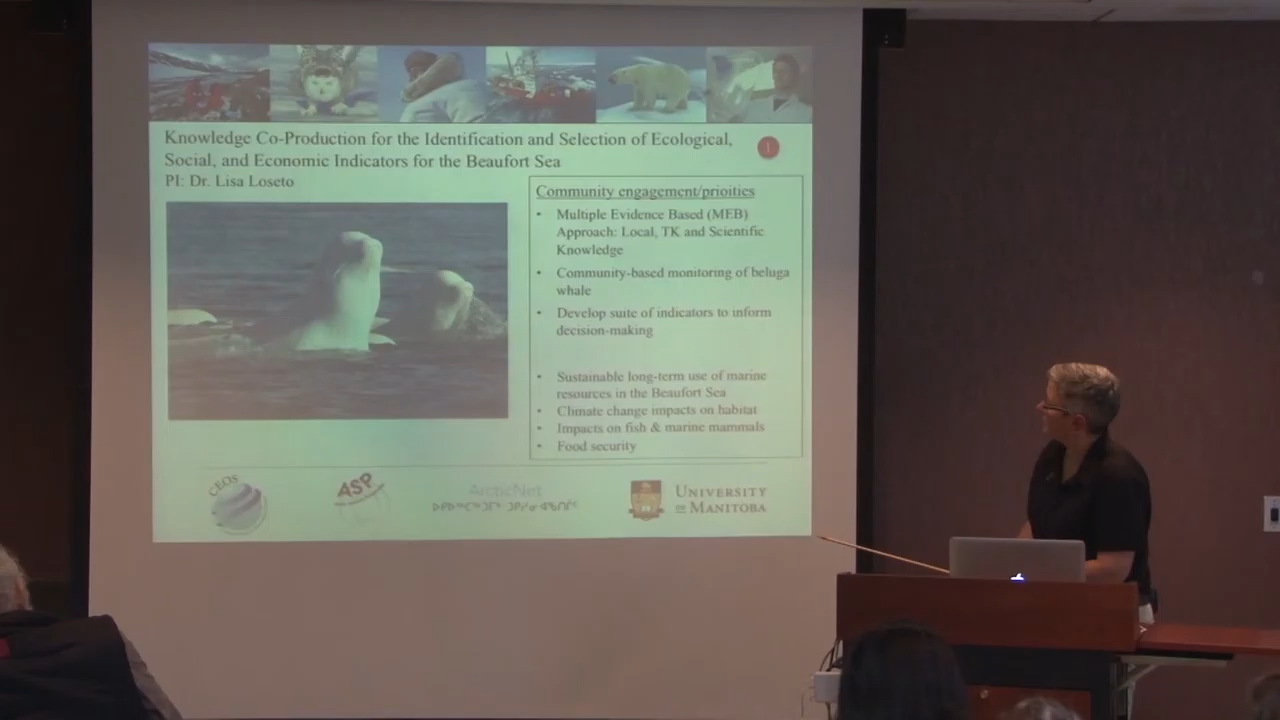 Knowledge Co-Production for the Identification and Selection of Ecological,
Social, and Economic Indicators for the Beaufort Sea
1
PI: Dr. Lisa Loseto
Community engagement/prioities
• Multiple Evidence Based (MEB)
Approach: Local, TK and Scientific
Knowledge
• Community-based monitoring of beluga
whale
• Develop suite of indicators to inform
decision-making
• Sustainable long-term use of marine
resources in the Beaufort Sea
• Climate change impacts on habitat
• Impacts on fish & marine mammals
• Food security
CEOS
ASP
ArcticNet
UNIVERSITY
OF MANITOBA